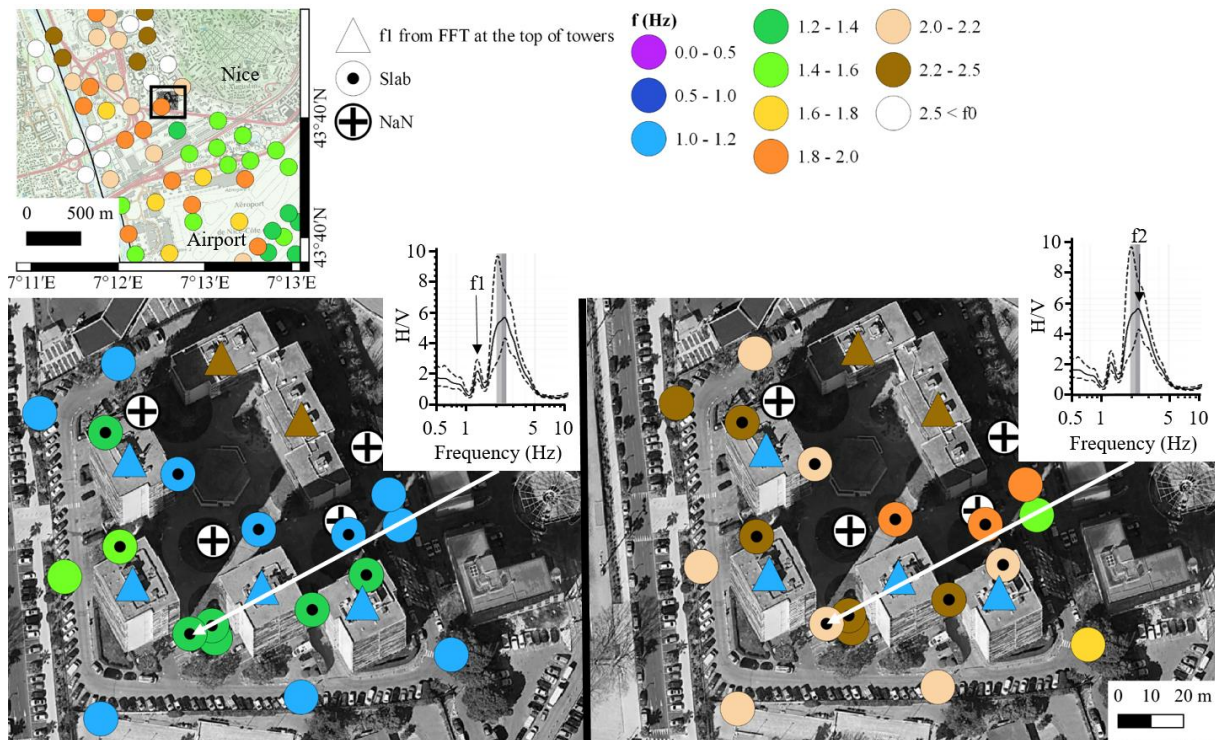 Nice
Airport
Aéroport
de Nice-Côte
0 500 m
7°11′E 7°12′E 7°13′E 7°13′E
43°40′N
43°40′N
f1 from FFT at the top of towers
Slab
NaN
f (Hz)
0.0 - 0.5
0.5 - 1.0
1.0 - 1.2
1.2 - 1.4
1.4 - 1.6
1.6 - 1.8
1.8 - 2.0
2.0 - 2.2
2.2 - 2.5
2.5 < f0
10
8
6
4
2
0
H/V
f1
0.5 1 5 10
Frequency (Hz)
10
8
6
4
2
0
H/V
f2
0.5 1 5 10
Frequency (Hz)
0 10 20 m